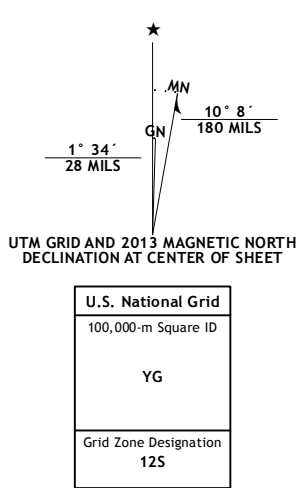 ★
MN
GN
10° 8´
180 MILS
1° 34´
28 MILS
UTM GRID AND 2013 MAGNETIC NORTH
DECLINATION AT CENTER OF SHEET
U.S. National Grid
100,000-m Square ID
YG
Grid Zone Designation
12S